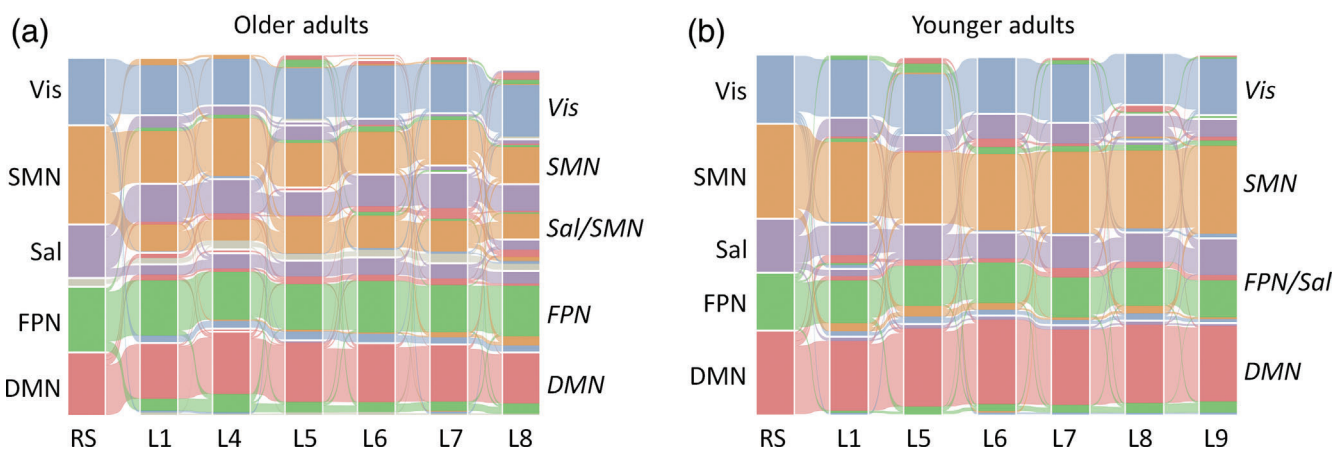 (a) Older adults
Vis
SMN
Sal
FPN
DMN
Vis
SMN
Sal/SMN
FPN
DMN
RS L1 L4 L5 L6 L7 L8
(b) Younger adults
Vis
SMN
Sal
FPN
DMN
Vis
SMN
FPN/Sal
DMN
RS L1 L5 L6 L7 L8 L9